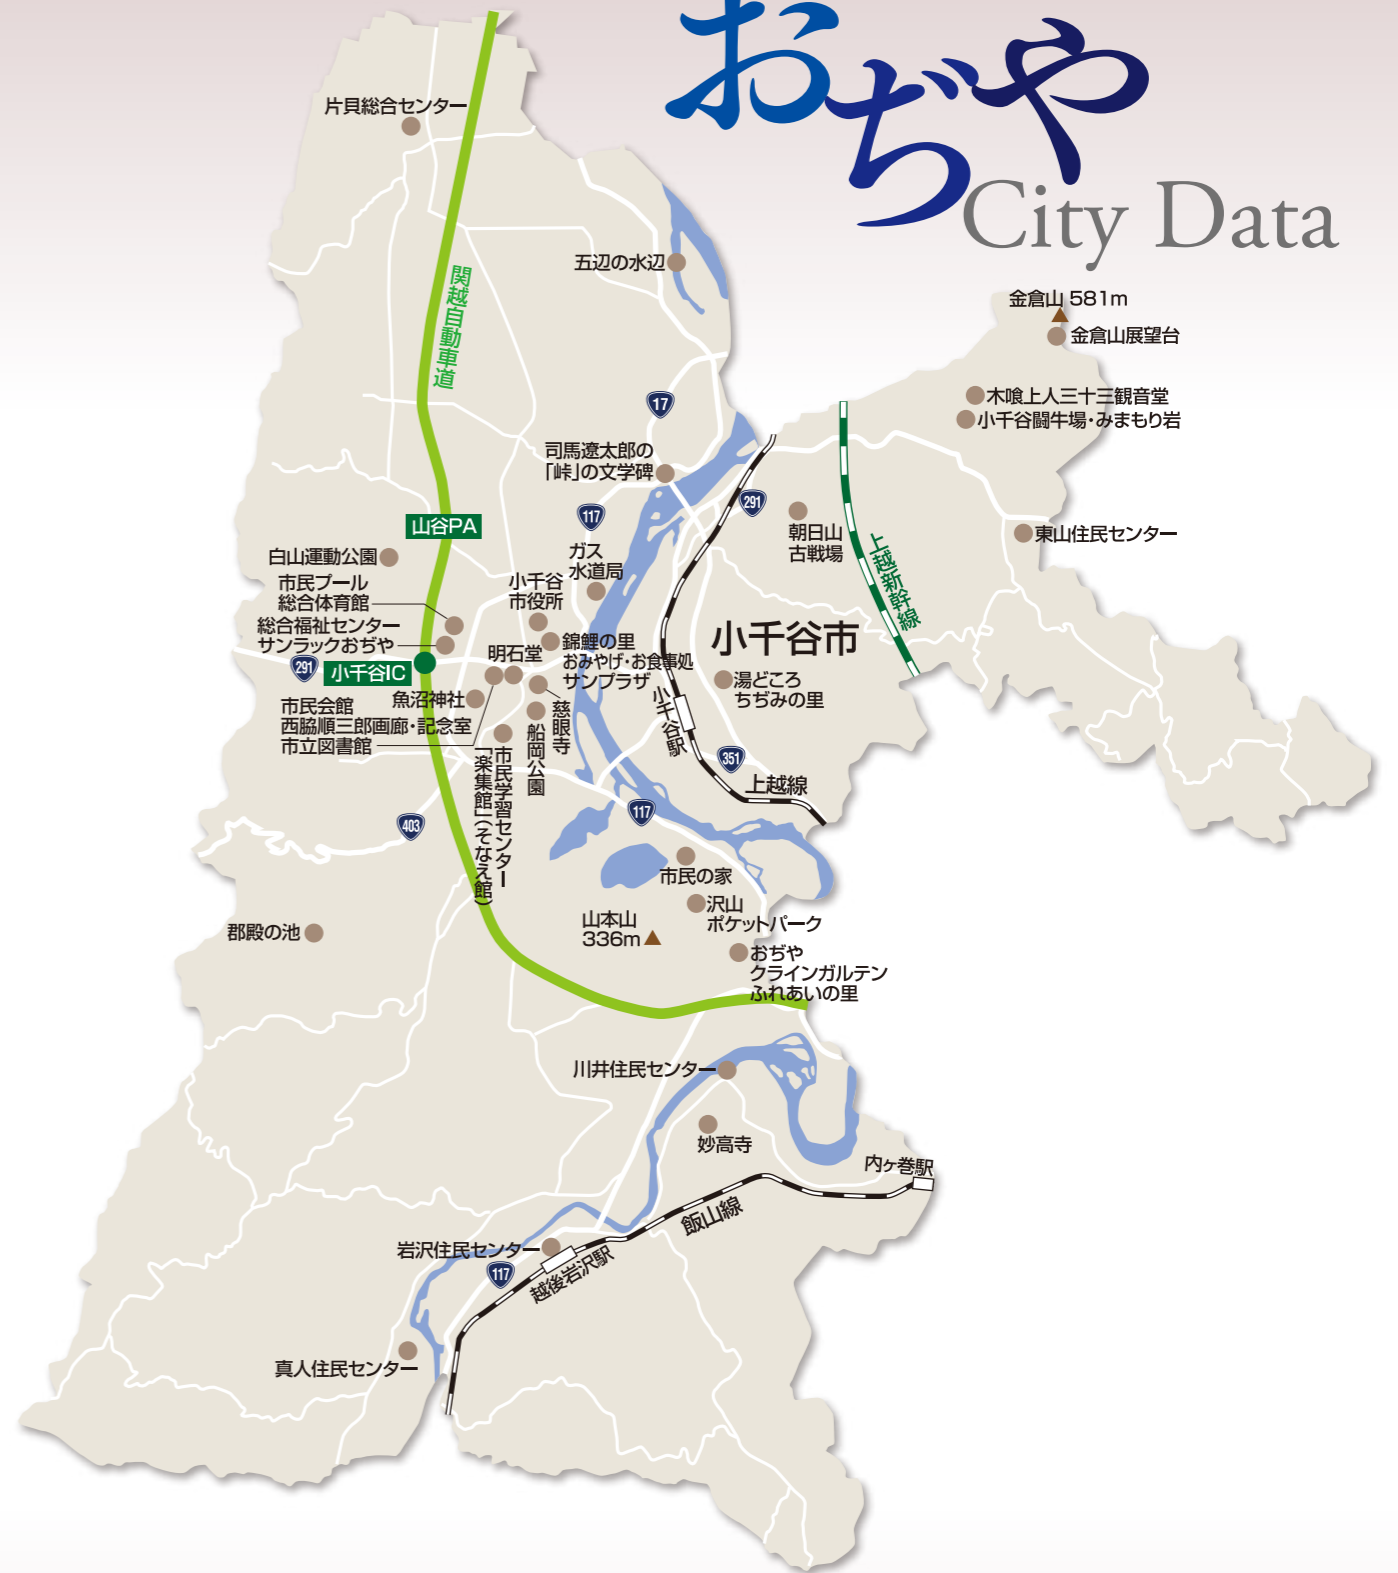 おぢや
City Data
片貝総合センター
関越自動車道
五辺の水辺
金倉山 581m
金倉山展望台
木喰上人三十三観音堂
小千谷闘牛場・みまもり岩
17
司馬遼太郎の
「峠」の文学碑
117
291
山谷PA
朝日山
古戦場
上越新幹線
東山住民センター
白山運動公園
ガス
水道局
市民プール
総合体育館
小千谷
市役所
総合福祉センター
サンラックおぢや
291
小千谷IC
明石堂
錦鯉の里
おみやげ・お食事処
サンプラザ
小千谷市
湯どころ
ちぢみの里
魚沼神社
市民会館
西脇順三郎画廊・記念室
市立図書館
慈眼寺
船岡公園
市民学習センター
「楽集館」(そなえ館)
小千谷駅
351
上越線
117
403
市民の家
沢山
ポケットパーク
山本山
336m
郡殿の池
おぢや
クラインガルテン
ふれあいの里
川井住民センター
妙高寺
内ヶ巻駅
飯山線
岩沢住民センター
117
越後岩沢駅
真人住民センター